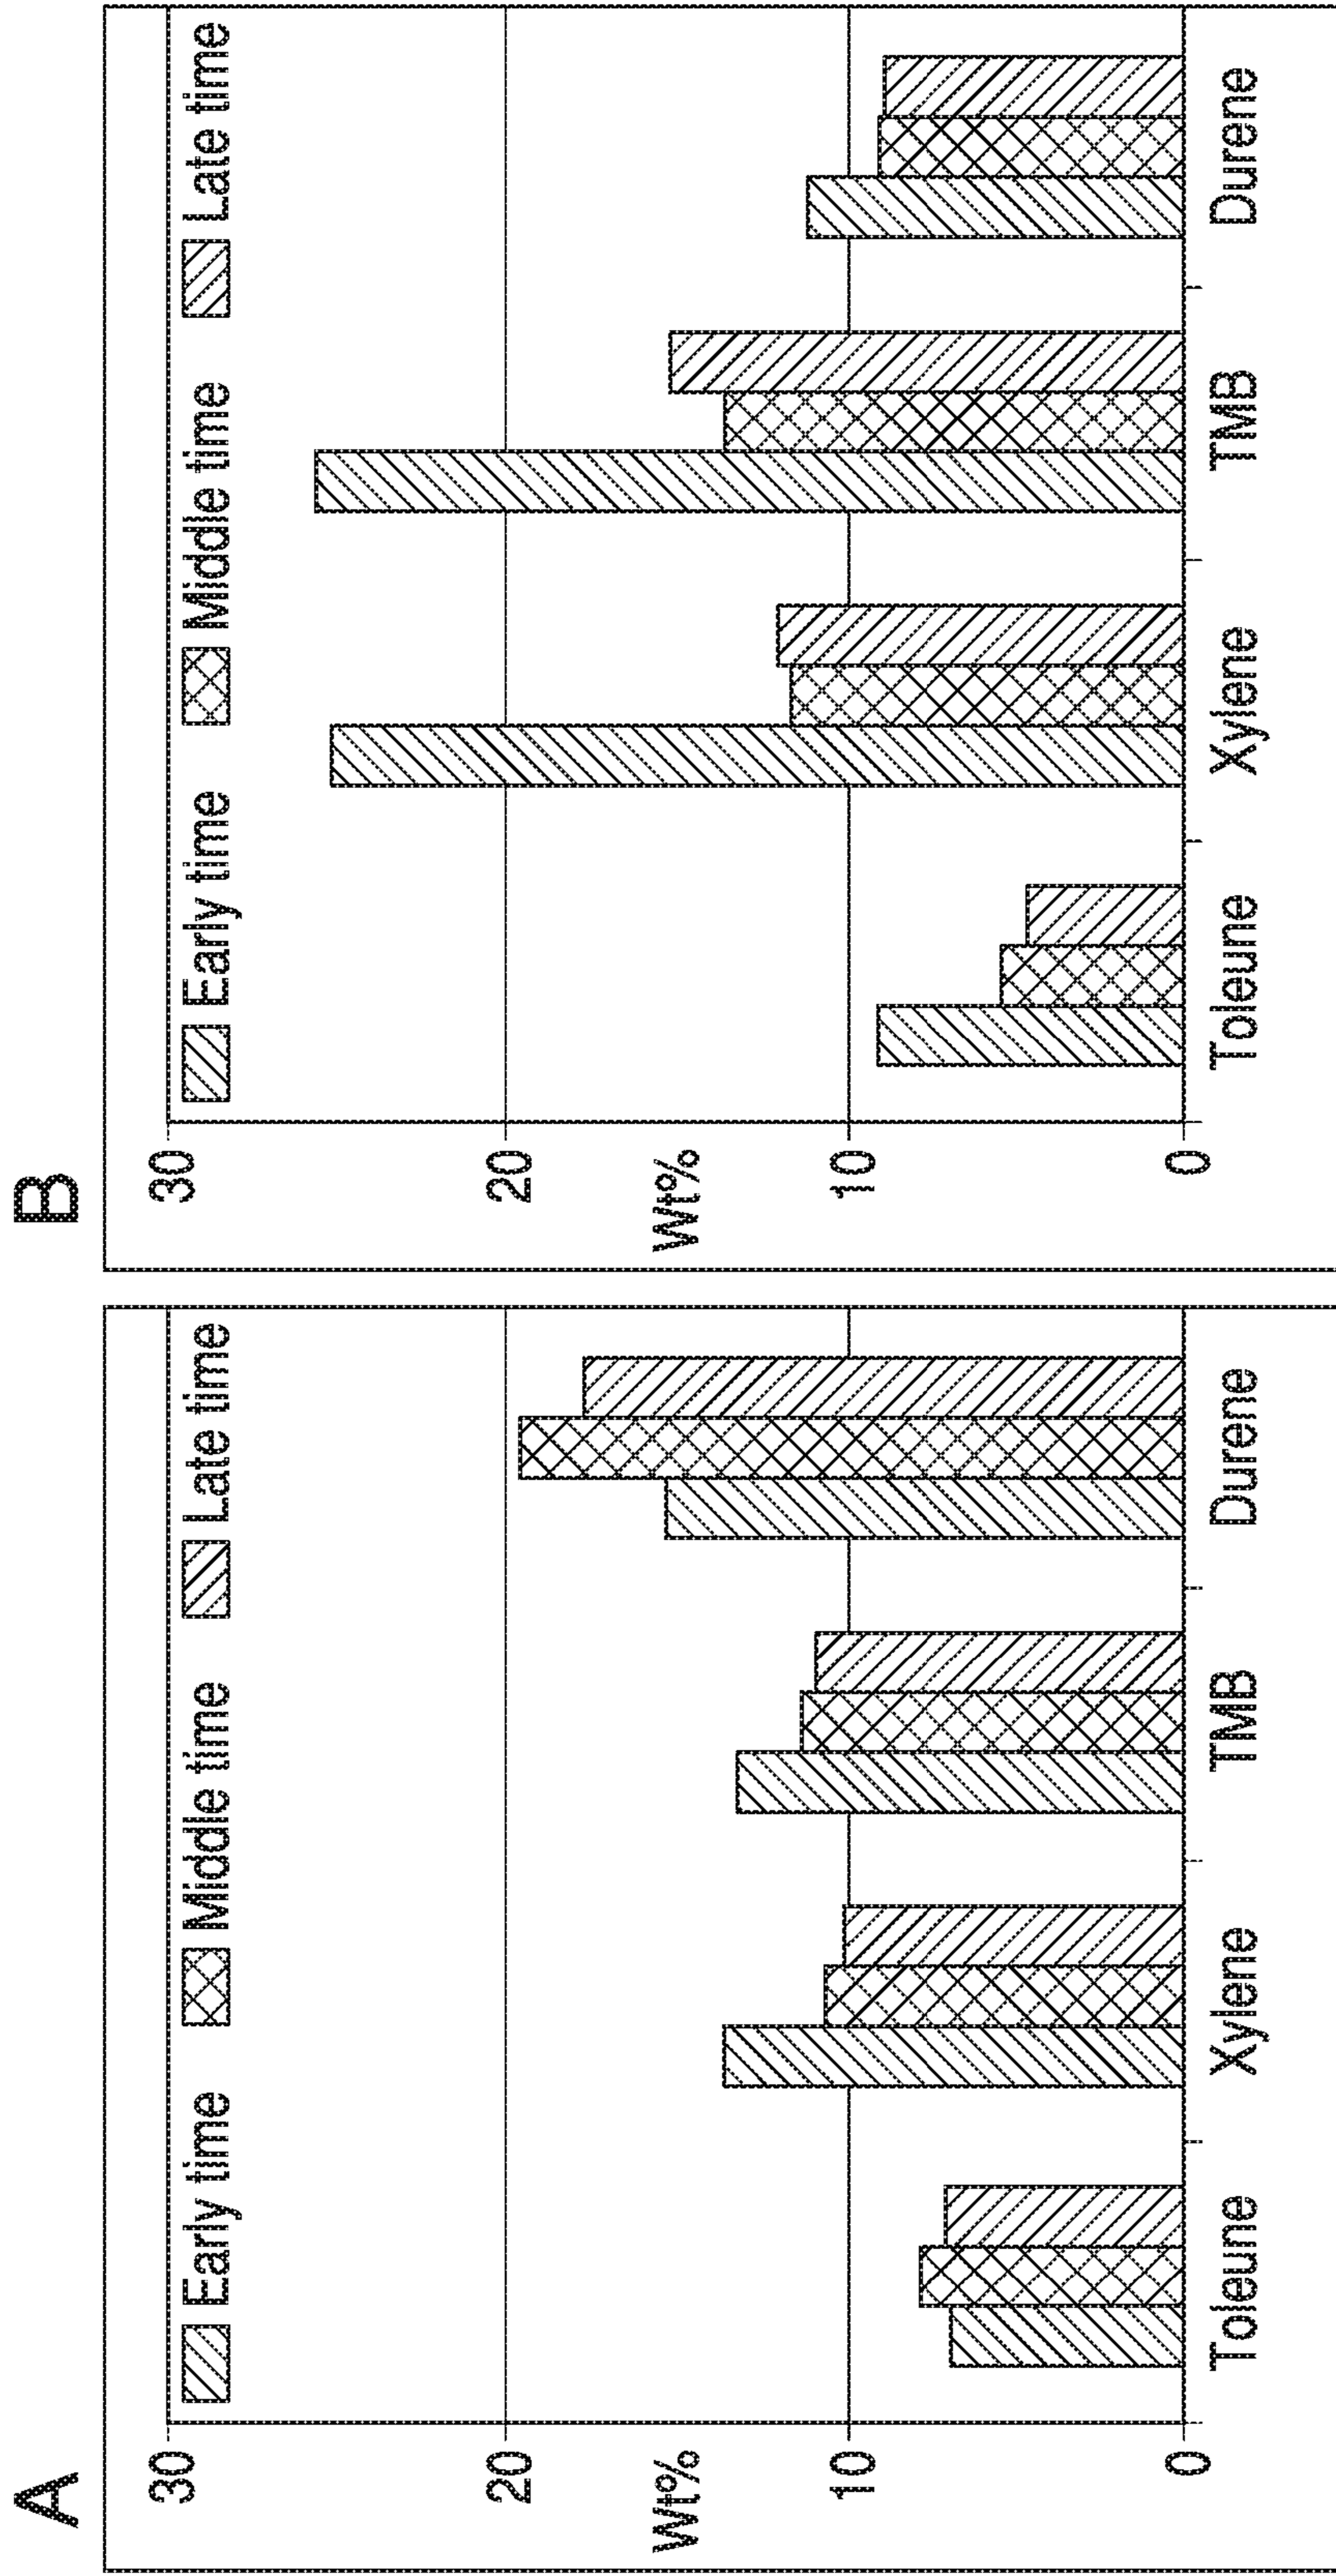 A
30
20
Wt%
10
0
Early time
Middle time
Late time
Toleune
Xylene
TMB
Durene
B
30
20
Wt%
10
0
Early time
Middle time
Late time
Toleune
Xylene
TMB
Durene